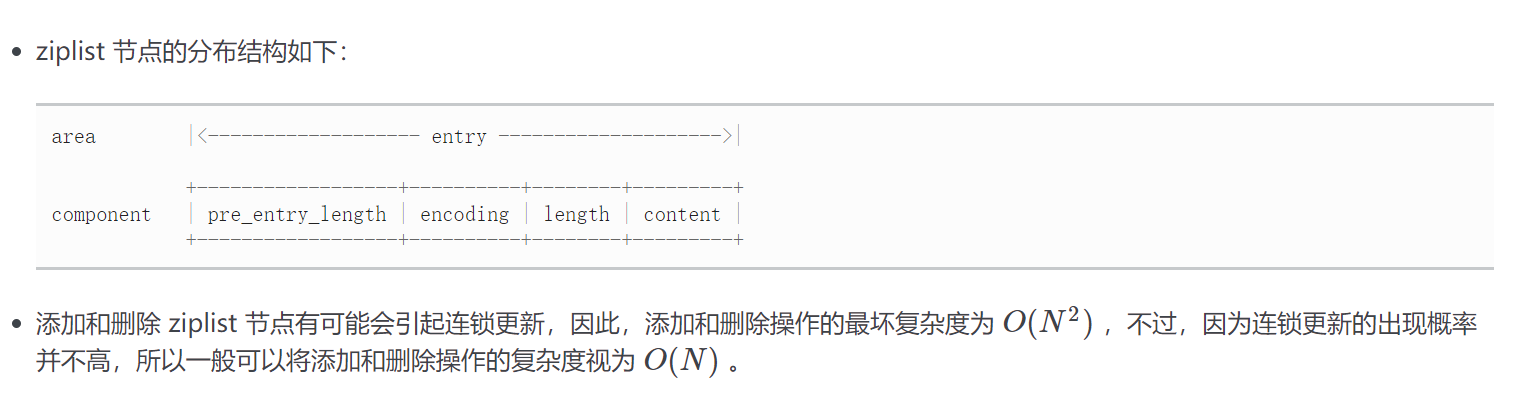 • ziplist 节点的分布结构如下：
area |<------------------- entry -------------------->|
+------------------+----------+--------+---------+
component | pre_entry_length | encoding | length | content |
+------------------+----------+--------+---------+
• 添加和删除 ziplist 节点有可能会引起连锁更新，因此，添加和删除操作的最坏复杂度为 O(N²) ，不过，因为连锁更新的出现概率
并不高，所以一般可以将添加和删除操作的复杂度视为 O(N) 。